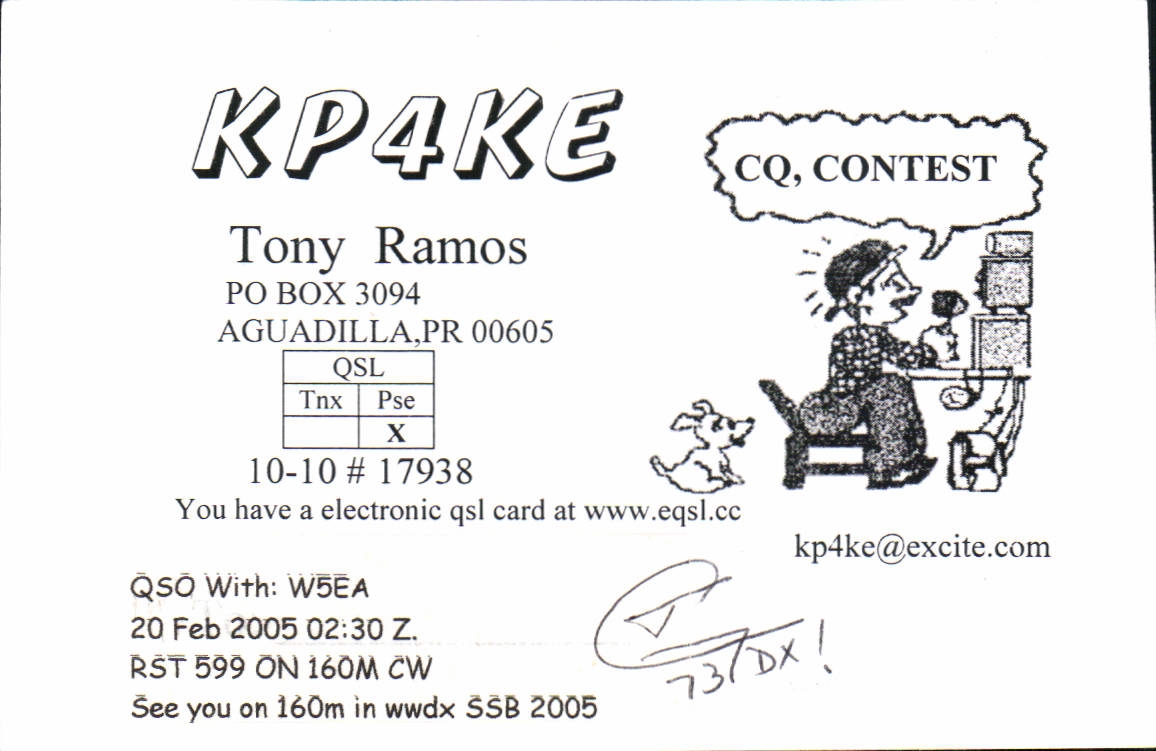 KP4KE
CQ, CONTEST
Tony Ramos
PO BOX 3094
AGUADILLA,PR 00605
QSL
Tnx Pse
X
10-10 # 17938
You have a electronic qsl card at www.eqsl.cc
kp4ke@excite.com
QSO With: W5EA
20 Feb 2005 02:30 Z.
RST 599 ON 160M CW
See you on 160m in wwdx SSB 2005
73/DX!